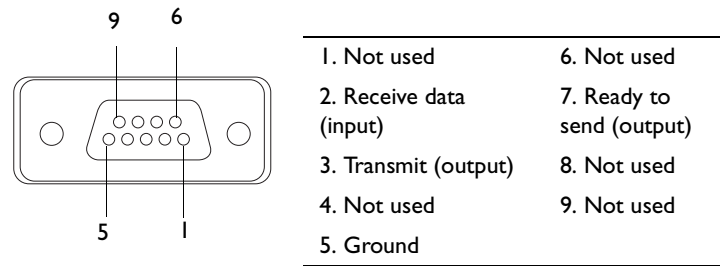 9 6
5 1
1. Not used
2. Receive data
(input)
3. Transmit (output)
4. Not used
5. Ground
6. Not used
7. Ready to
send (output)
8. Not used
9. Not used